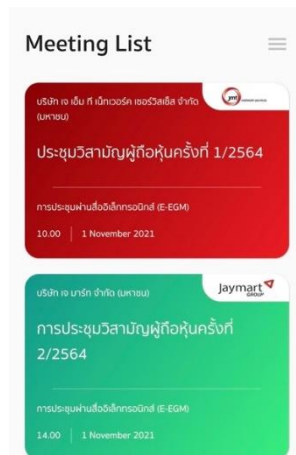 Meeting List
บริษัท เจ เอ็ม ที เน็ทเวอร์ค เซอร์วิสเซ็ส จำกัด
(มหาชน)
jmt
ประชุมวิสามัญผู้ถือหุ้นครั้งที่ 1/2564
การประชุมผ่านสื่ออิเล็กทรอนิกส์ (E-EGM)
10.00 | 1 November 2021
บริษัท เจ มาร์ท จำกัด (มหาชน)
Jaymart
GROUP
การประชุมวิสามัญผู้ถือหุ้นครั้งที่
2/2564
การประชุมผ่านสื่ออิเล็กทรอนิกส์ (E-EGM)
14.00 | 1 November 2021